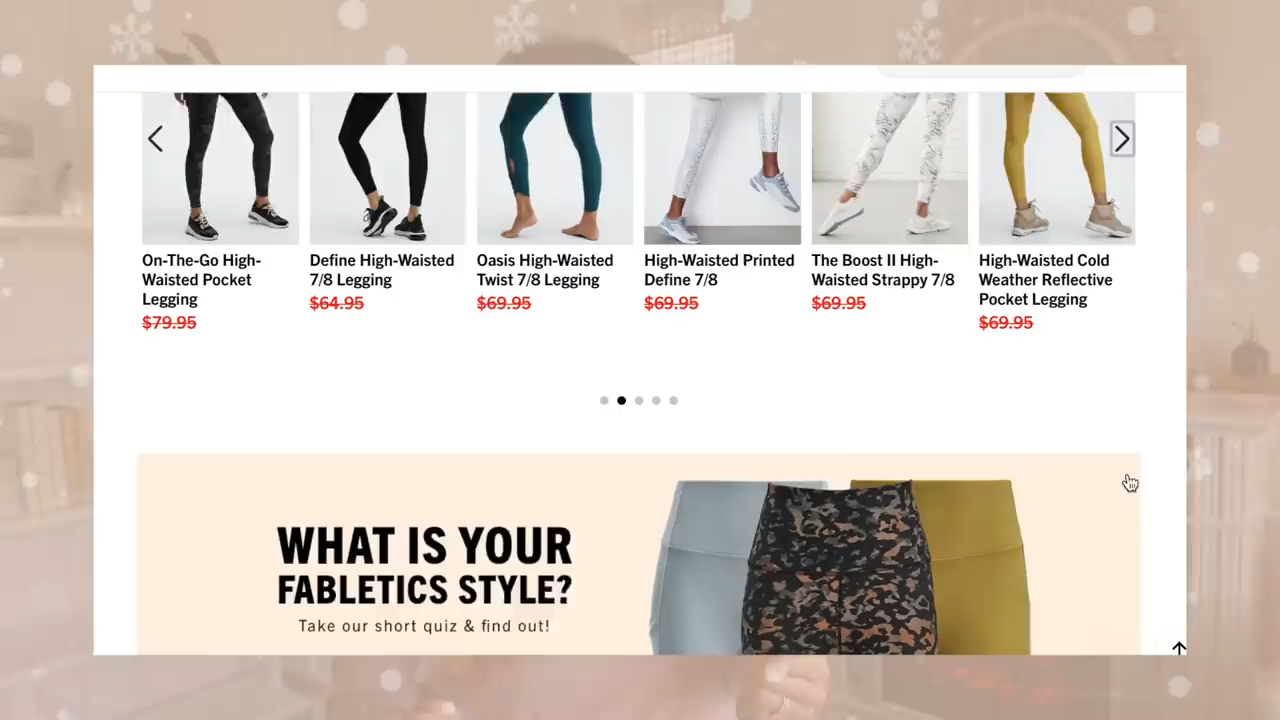 On-The-Go High-
Waisted Pocket
Legging
$79.95
Define High-Waisted
7/8 Legging
$64.95
Oasis High-Waisted
Twist 7/8 Legging
$69.95
High-Waisted Printed
Define 7/8
$69.95
The Boost II High-
Waisted Strappy 7/8
$69.95
High-Waisted Cold
Weather Reflective
Pocket Legging
$69.95
WHAT IS YOUR
FABLETICS STYLE?
Take our short quiz & find out!